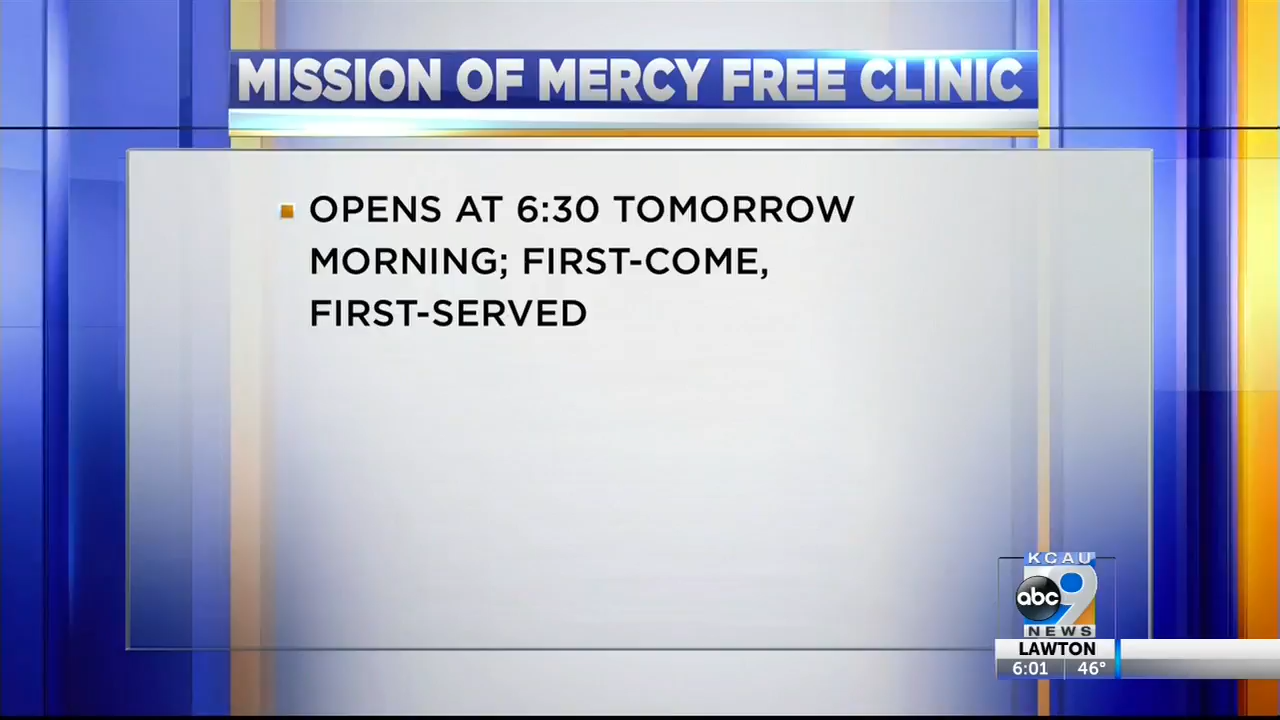 MISSION OF MERCY FREE CLINIC
OPENS AT 6:30 TOMORROW
MORNING; FIRST-COME,
FIRST-SERVED
KCAU
abc 9
NEWS
LAWTON
6:01 46°